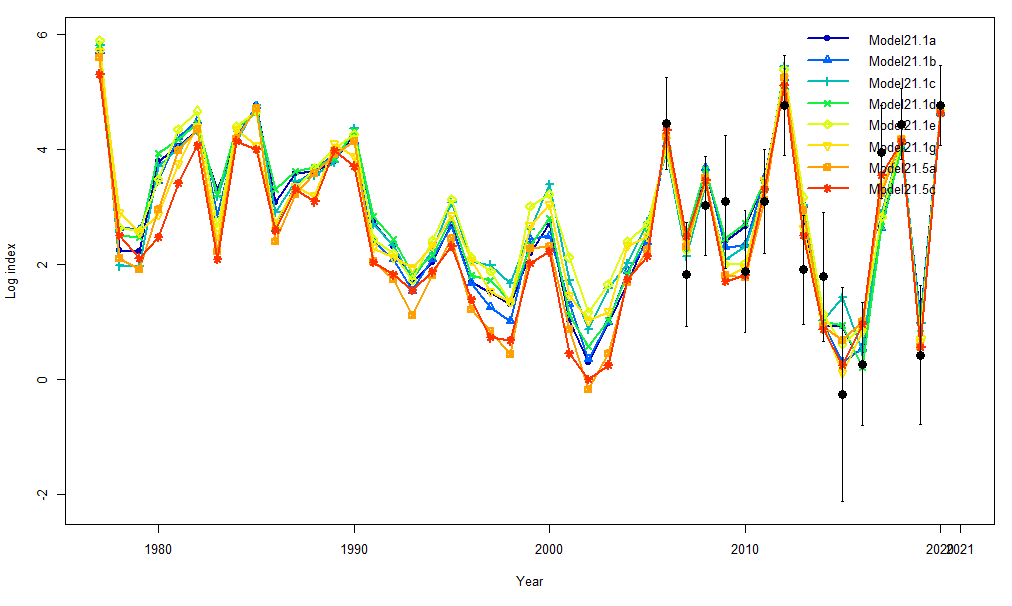 6
4
2
0
-2
Log index
Model21.1a
Model21.1b
Model21.1c
Model21.1d
Model21.1e
Model21.1g
Model21.5a
Model21.5c
1980 1990 2000 2010 2020 2021
Year